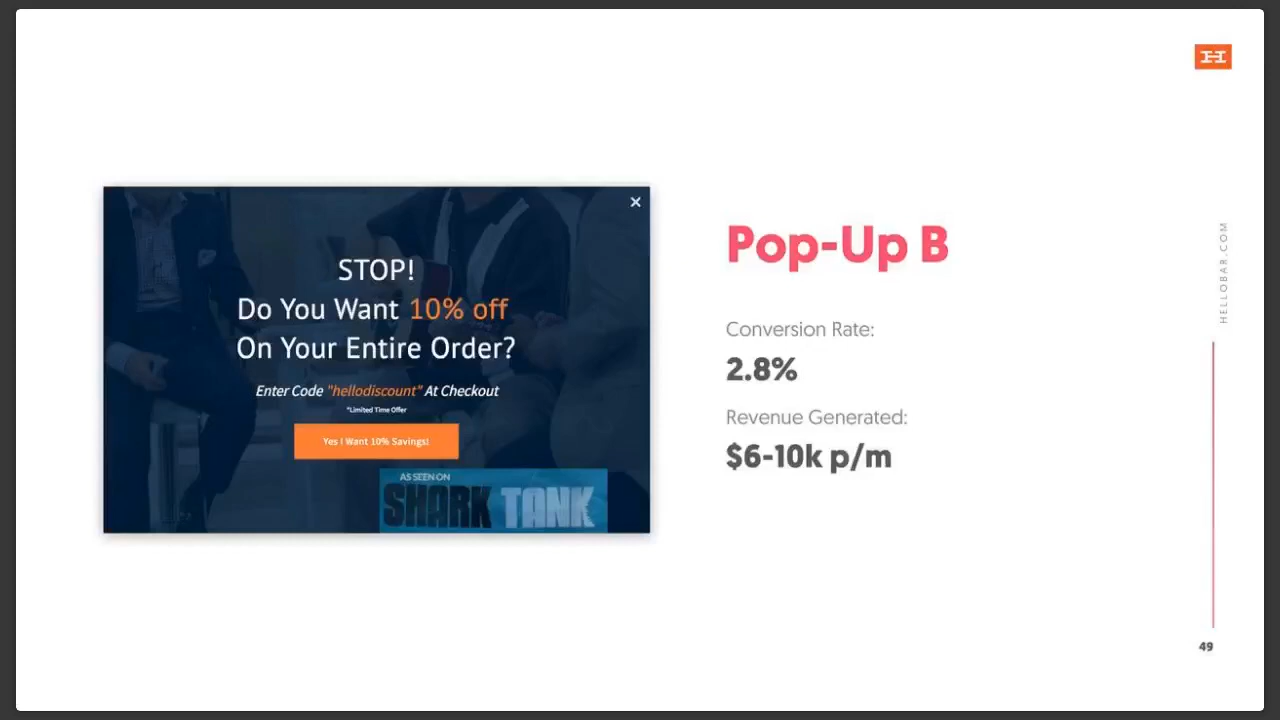 STOP!
Do You Want 10% off
On Your Entire Order?
Enter Code "hellodiscount" At Checkout
*Limited Time Offer
Yes I Want 10% Savings!
AS SEEN ON
SHARK TANK
Pop-Up B
Conversion Rate:
2.8%
Revenue Generated:
$6-10k p/m
HELLOBAR.COM
49